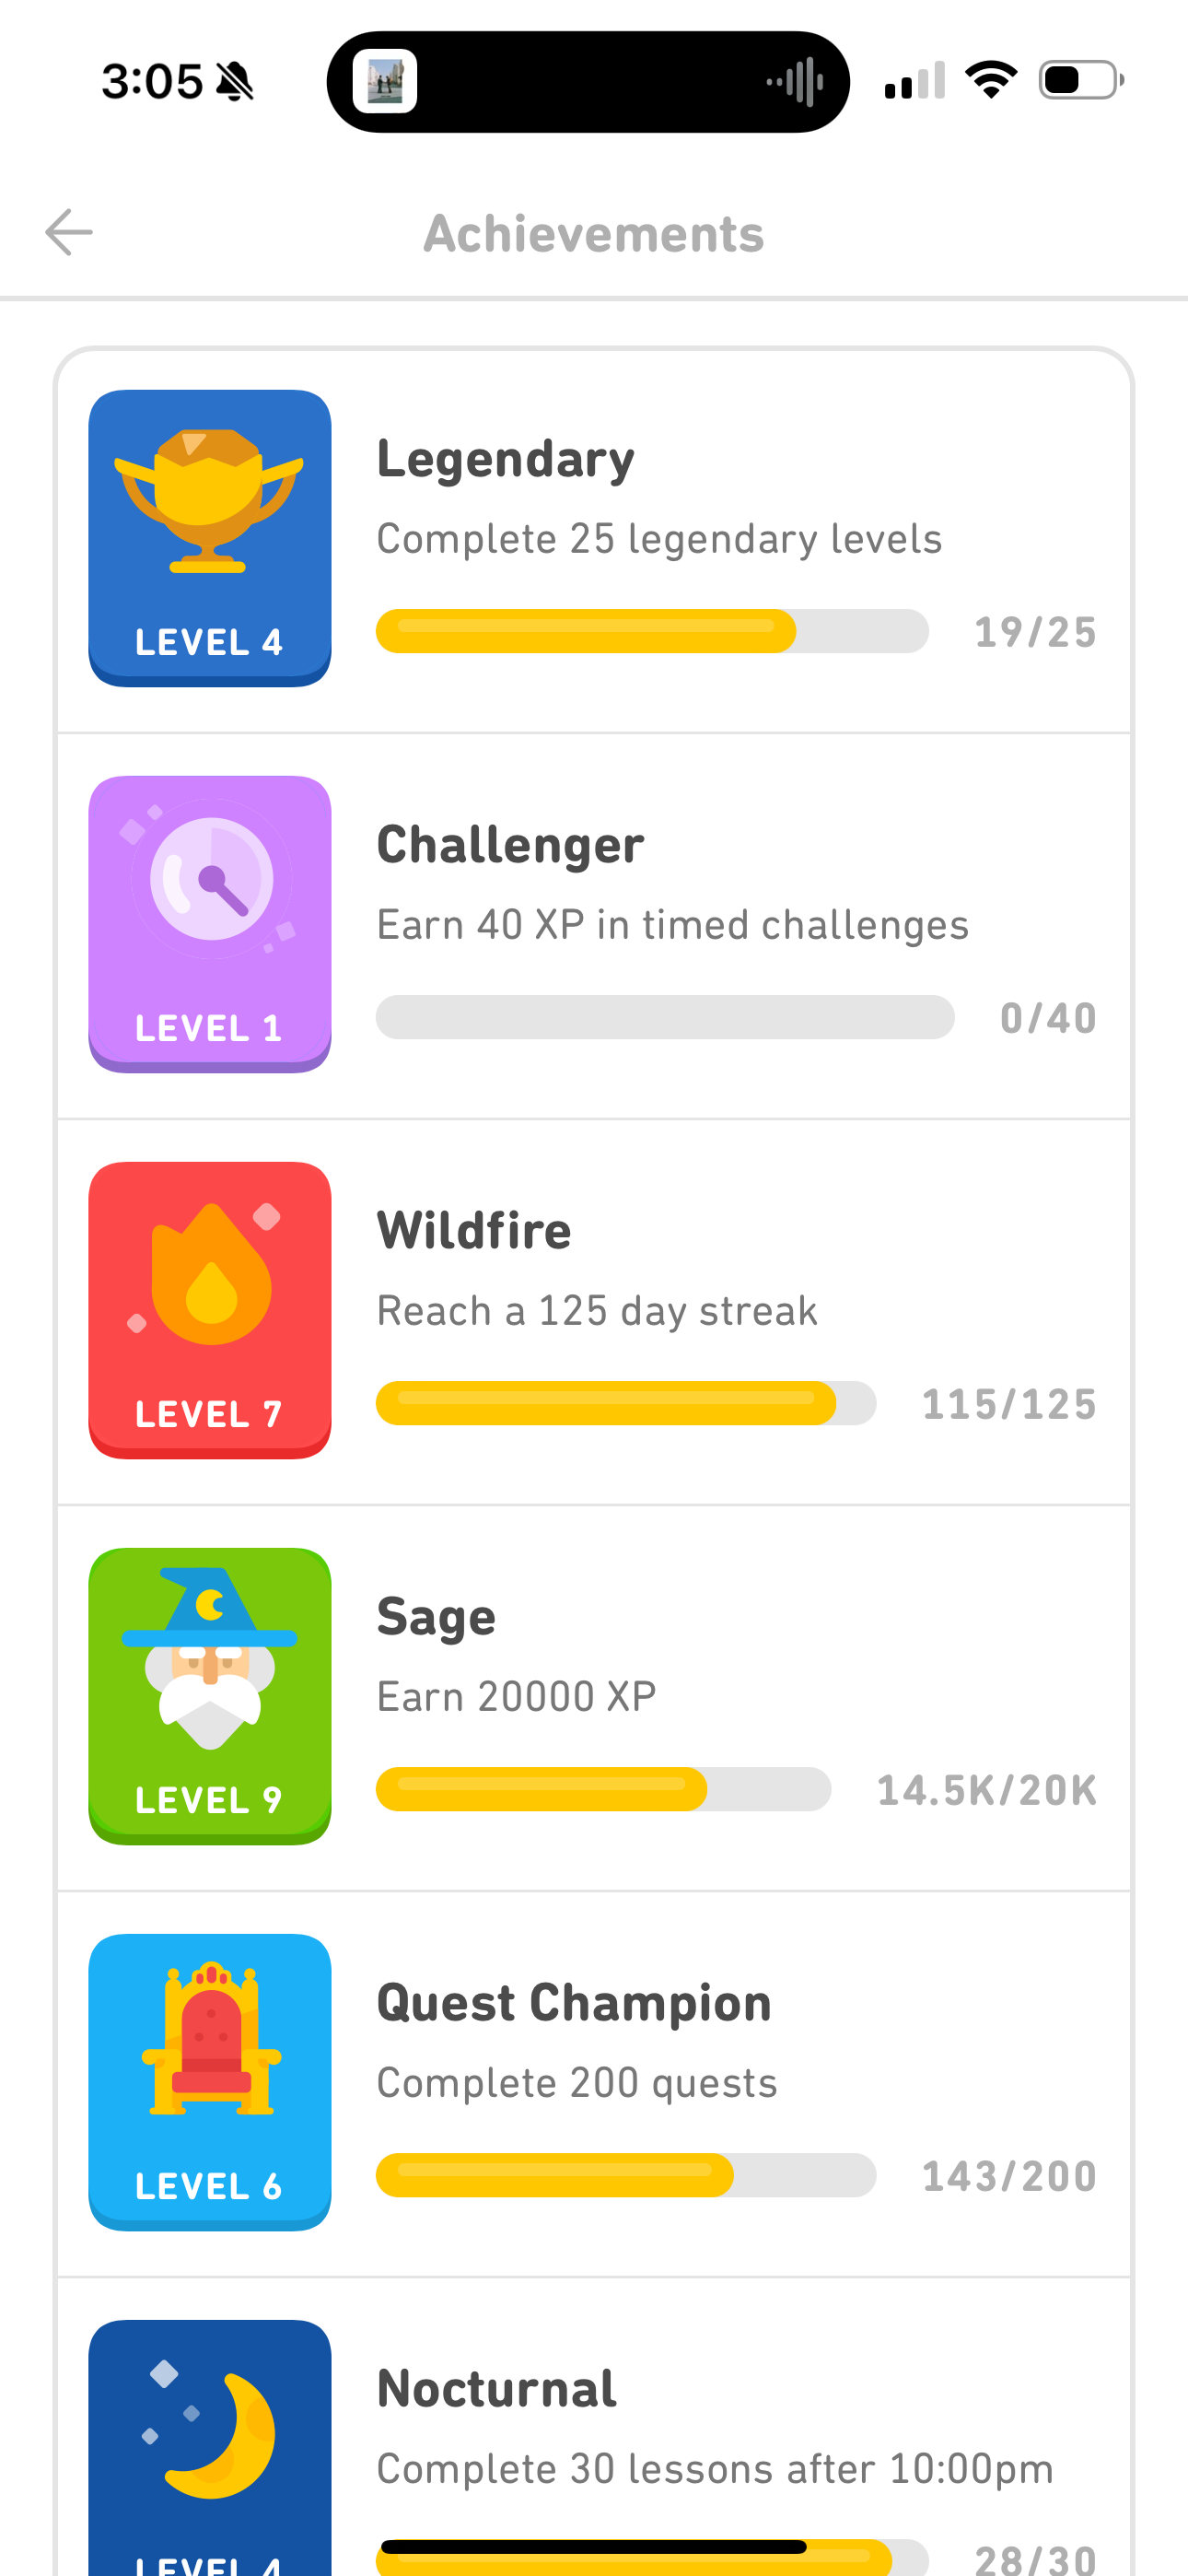 3:05
Achievements
Legendary
Complete 25 legendary levels
LEVEL 4
19/25
Challenger
Earn 40 XP in timed challenges
LEVEL 1
0/40
Wildfire
Reach a 125 day streak
LEVEL 7
115/125
Sage
Earn 20000 XP
LEVEL 9
14.5K/20K
Quest Champion
Complete 200 quests
LEVEL 6
143/200
Nocturnal
Complete 30 lessons after 10:00pm
LEVEL 4
28/30